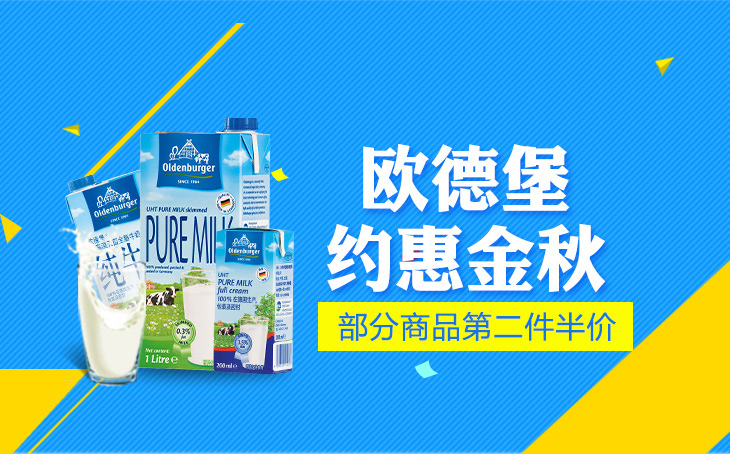 欧德堡
约惠金秋
部分商品第二件半价
Oldenburger
SINCE 1904
UHT PURE MILK skimmed
PURE MILK
0.3%
Net content:
1 Litre e
Oldenburger
纯牛
Oldenburger
UHT
PURE MILK
full cream
100%在德国生产
3.5%
200 ml e